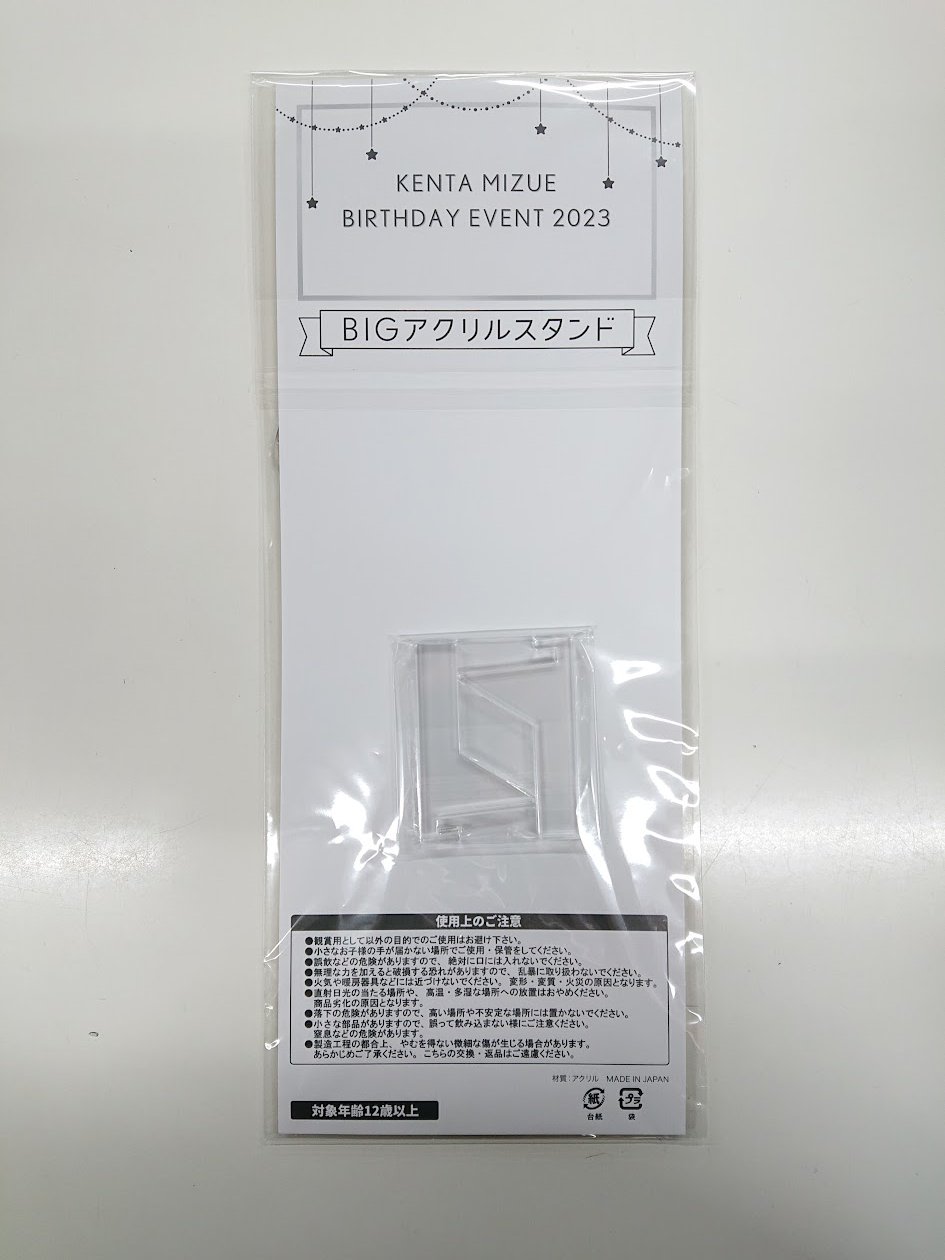 KENTA MIZUE
BIRTHDAY EVENT 2023
BIGアクリルスタンド
使用上のご注意
●観賞用として以外の目的でのご使用はお避け下さい。
●小さなお子様の手が届かない場所でご使用・保管をしてください。
●誤飲などの危険がありますので、絶対に口には入れないでください。
●無理な力を加えると破損する恐れがありますので、乱暴に取り扱わないでください。
●火気や暖房器具などには近づけないでください。変形・変質・火災の原因となります。
●直射日光の当たる場所や、高温・多湿な場所への放置はおやめください。
商品劣化の原因となります。
●落下の危険がありますので、高い場所や不安定な場所には置かないでください。
●小さな部品がありますので、誤って飲み込まない様にご注意ください。
窒息などの危険があります。
●製造工程の都合上、やむを得ない微細な傷が生じる場合があります。
あらかじめご了承ください。こちらの交換・返品はご遠慮ください。
材質：アクリル MADE IN JAPAN
対象年齢12歳以上
紙 プラ
台紙 袋